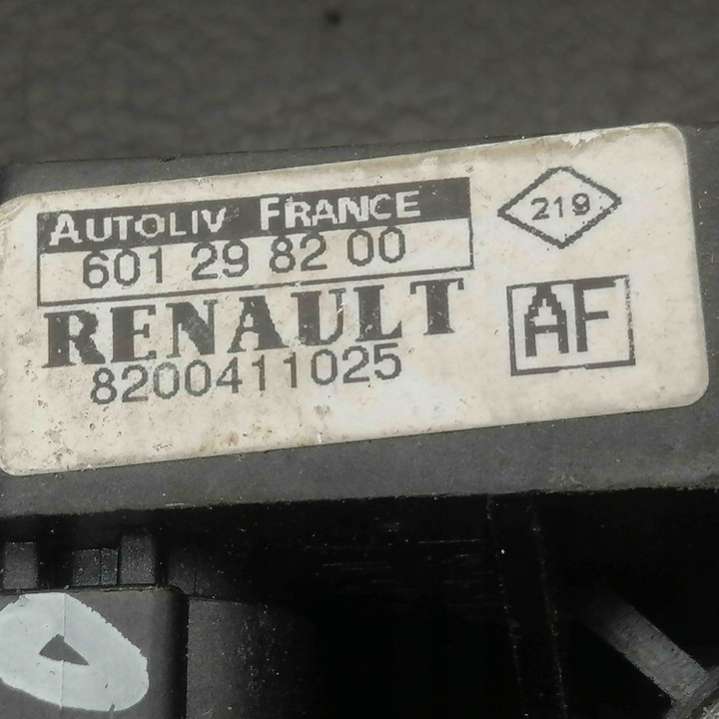 AUTOLIV FRANCE
601 29 82 00
RENAULT
8200411025
219
AF